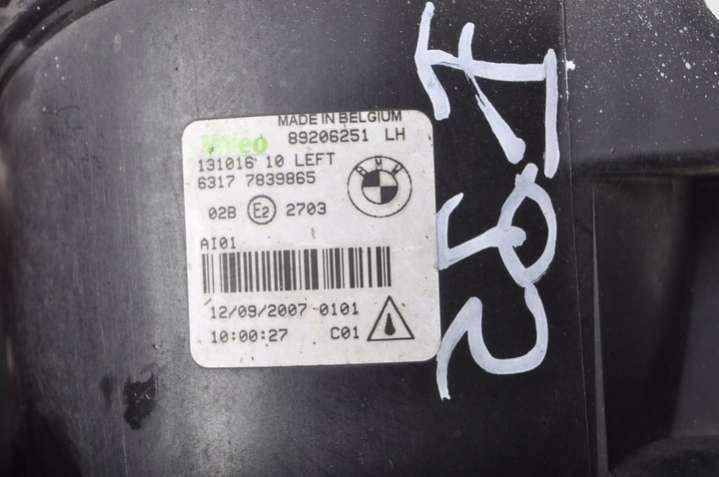 MADE IN BELGIUM
Valeo 89206251 LH
131016 10 LEFT
6317 7839865
BMW
02B E2 2703
AI01
12/09/2007 0101
10:00:27 C01